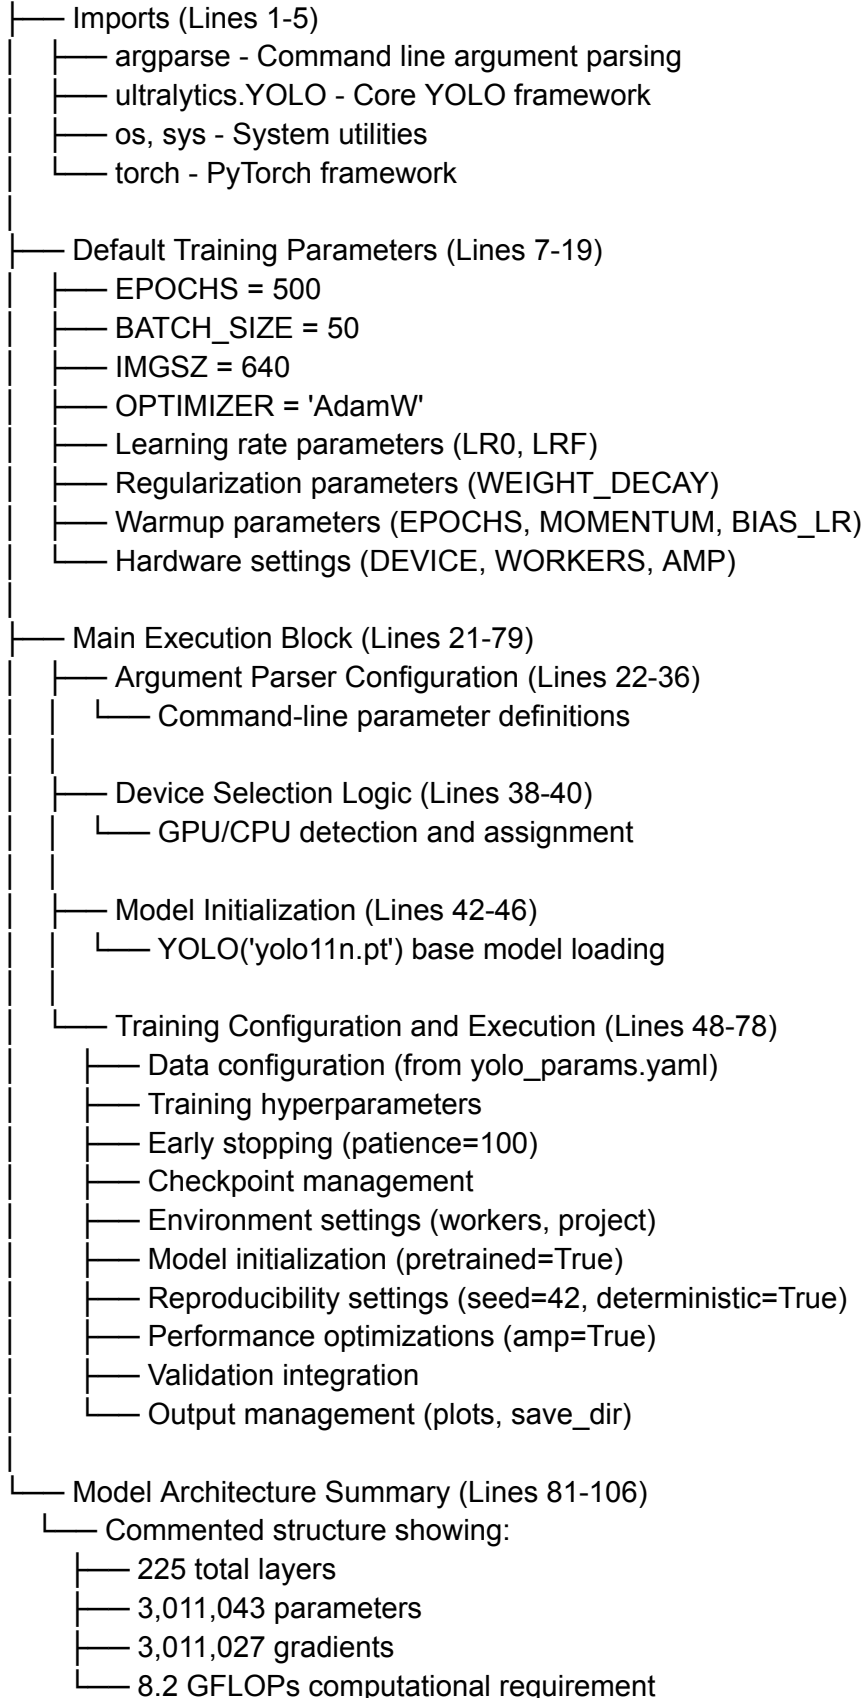 ├── Imports (Lines 1-5)
│   ├── argparse - Command line argument parsing
│   ├── ultralytics.YOLO - Core YOLO framework
│   ├── os, sys - System utilities
│   └── torch - PyTorch framework
│
├── Default Training Parameters (Lines 7-19)
│   ├── EPOCHS = 500
│   ├── BATCH_SIZE = 50
│   ├── IMGSZ = 640
│   ├── OPTIMIZER = 'AdamW'
│   ├── Learning rate parameters (LR0, LRF)
│   ├── Regularization parameters (WEIGHT_DECAY)
│   ├── Warmup parameters (EPOCHS, MOMENTUM, BIAS_LR)
│   └── Hardware settings (DEVICE, WORKERS, AMP)
│
├── Main Execution Block (Lines 21-79)
│   ├── Argument Parser Configuration (Lines 22-36)
│   │   └── Command-line parameter definitions
│   │
│   ├── Device Selection Logic (Lines 38-40)
│   │   └── GPU/CPU detection and assignment
│   │
│   ├── Model Initialization (Lines 42-46)
│   │   └── YOLO('yolo11n.pt') base model loading
│   │
│   └── Training Configuration and Execution (Lines 48-78)
│       ├── Data configuration (from yolo_params.yaml)
│       ├── Training hyperparameters
│       ├── Early stopping (patience=100)
│       ├── Checkpoint management
│       ├── Environment settings (workers, project)
│       ├── Model initialization (pretrained=True)
│       ├── Reproducibility settings (seed=42, deterministic=True)
│       ├── Performance optimizations (amp=True)
│       ├── Validation integration
│       └── Output management (plots, save_dir)
│
└── Model Architecture Summary (Lines 81-106)
    └── Commented structure showing:
        ├── 225 total layers
        ├── 3,011,043 parameters
        ├── 3,011,027 gradients
        └── 8.2 GFLOPs computational requirement